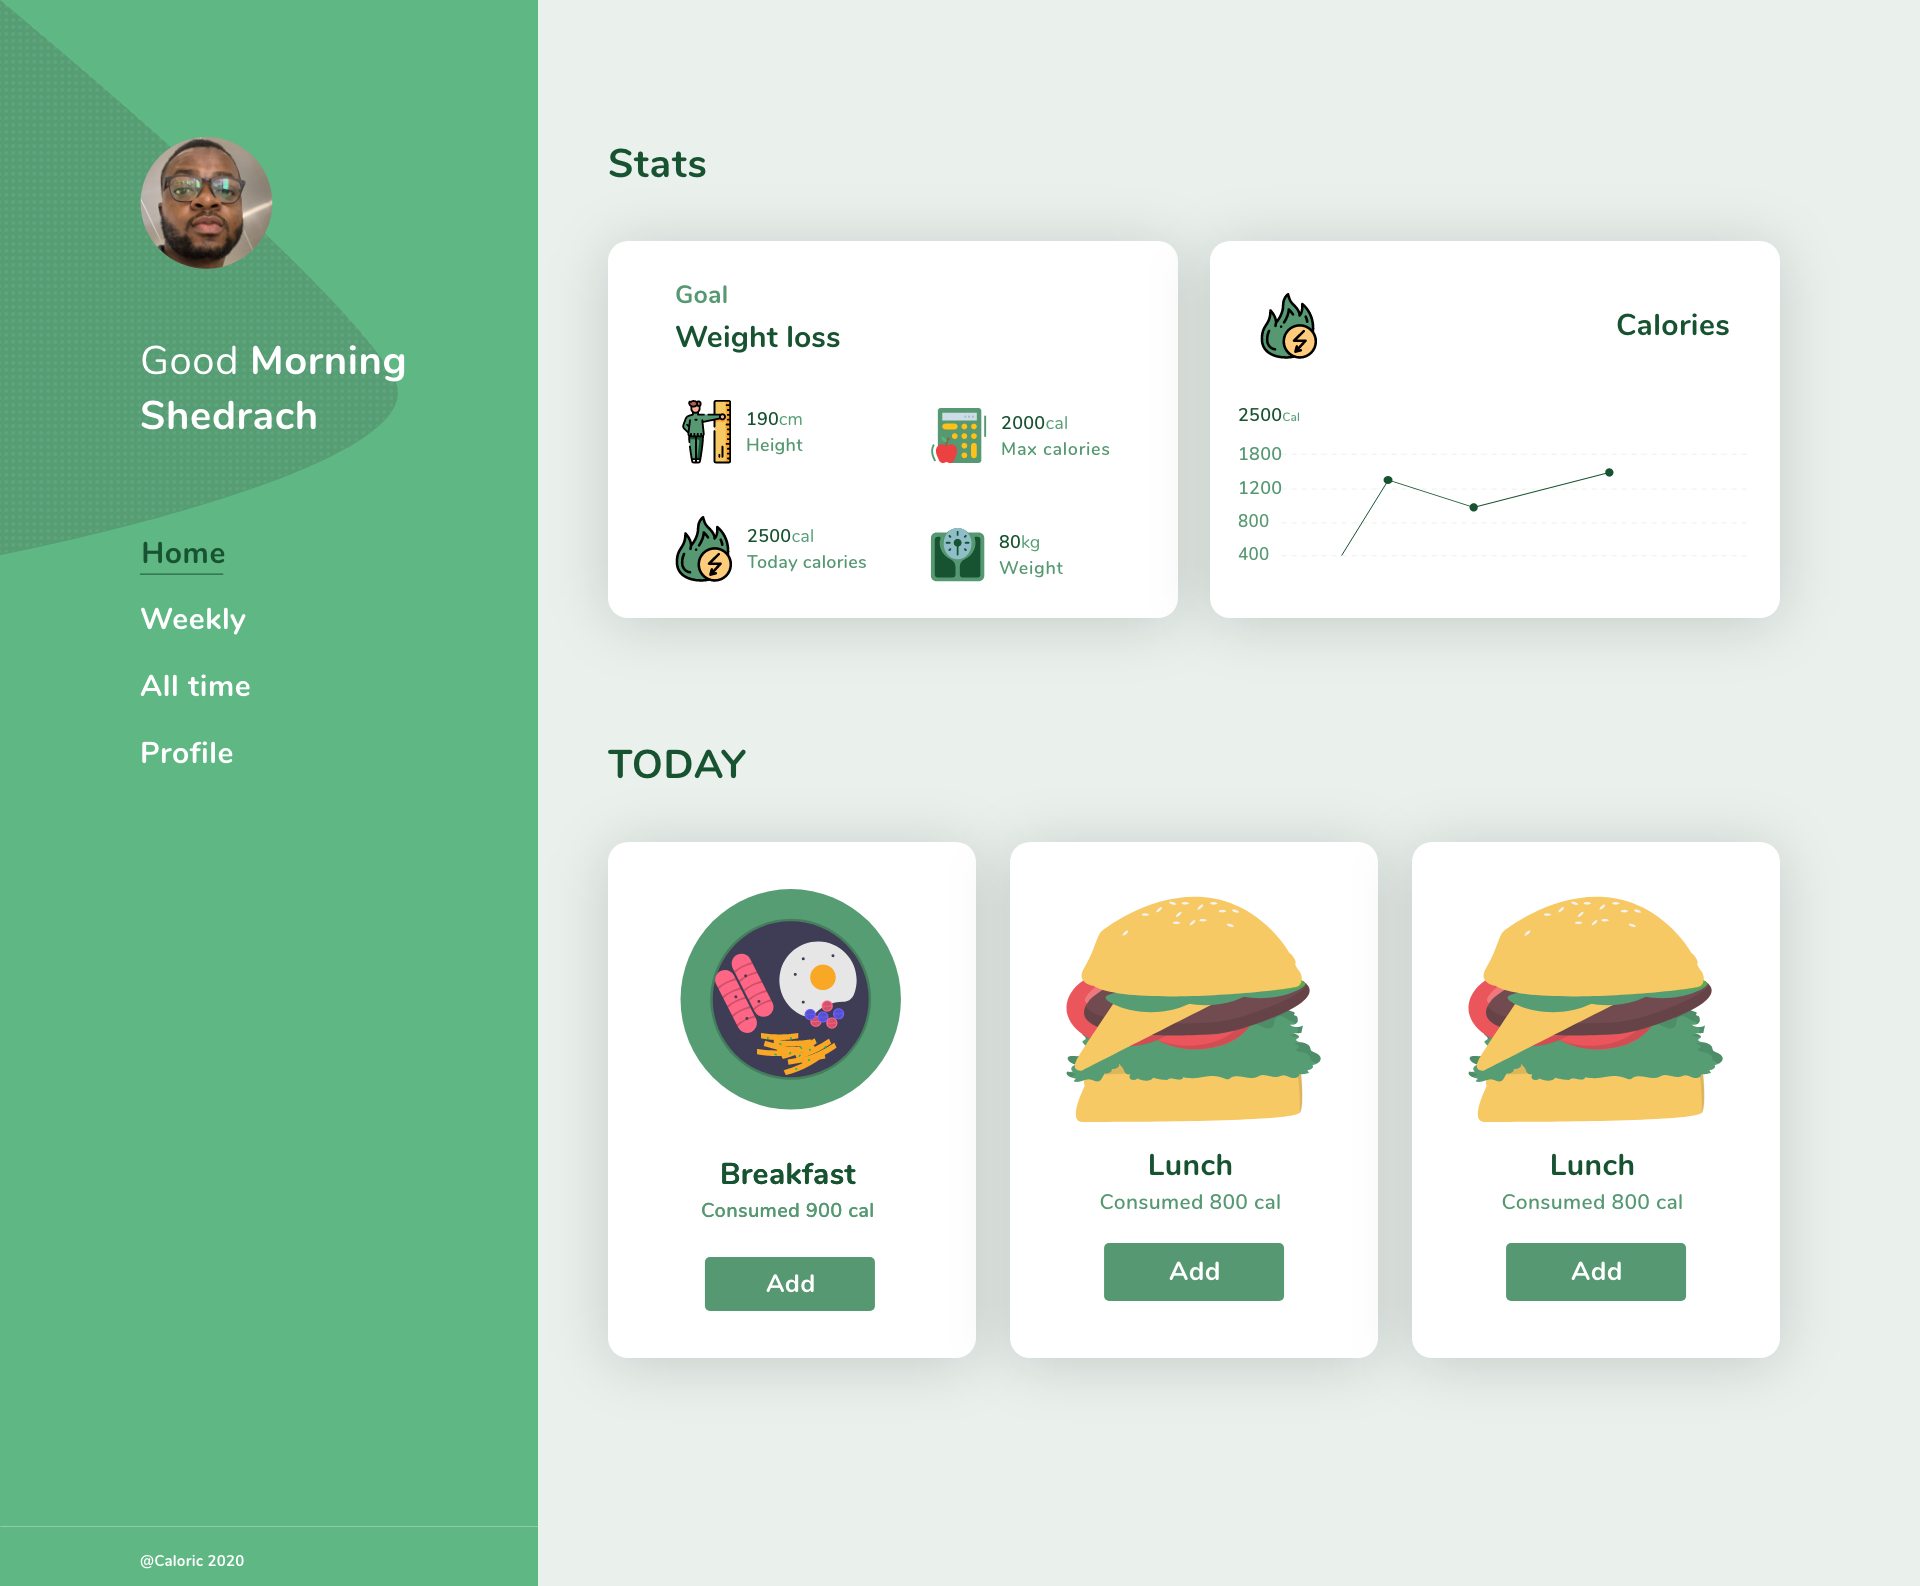 Good Morning
Shedrach
Home
Weekly
All time
Profile
@Caloric 2020
Stats
Goal
Weight loss
190cm
Height
2000cal
Max calories
2500cal
Today calories
80kg
Weight
Calories
2500Cal
1800
1200
800
400
TODAY
Breakfast
Consumed 900 cal
Add
Lunch
Consumed 800 cal
Add
Lunch
Consumed 800 cal
Add